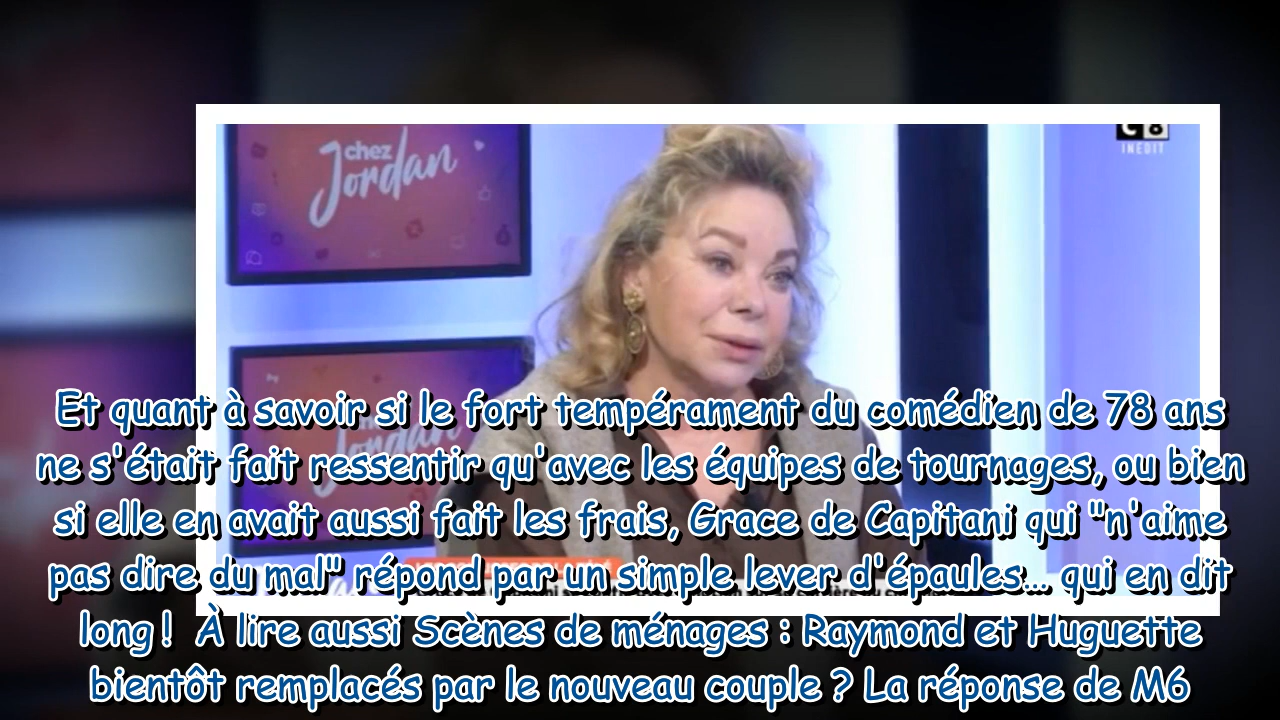 chez
Jordan
C8
INEDIT
Et quant à savoir si le fort tempérament du comédien de 78 ans
ne s'était fait ressentir qu'avec les équipes de tournages, ou bien
si elle en avait aussi fait les frais, Grace de Capitani qui "n'aime
pas dire du mal" répond par un simple lever d'épaules... qui en dit
long ! À lire aussi Scènes de ménages : Raymond et Huguette
bientôt remplacés par le nouveau couple ? La réponse de M6
Jordan